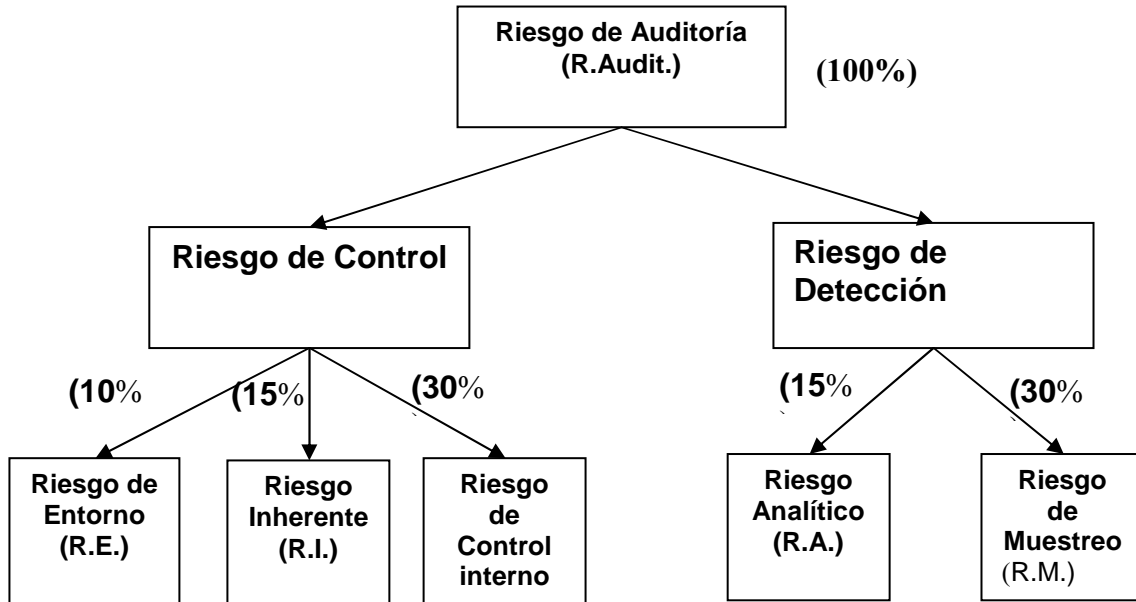 Riesgo de Auditoría
(R.Audit.)
(100%)
Riesgo de Control
Riesgo de
Detección
(10%
(15%
(30%
(15%
(30%
Riesgo de
Entorno
(R.E.)
Riesgo
Inherente
(R.I.)
Riesgo
de
Control
interno
Riesgo
Analítico
(R.A.)
Riesgo
de
Muestreo
(R.M.)